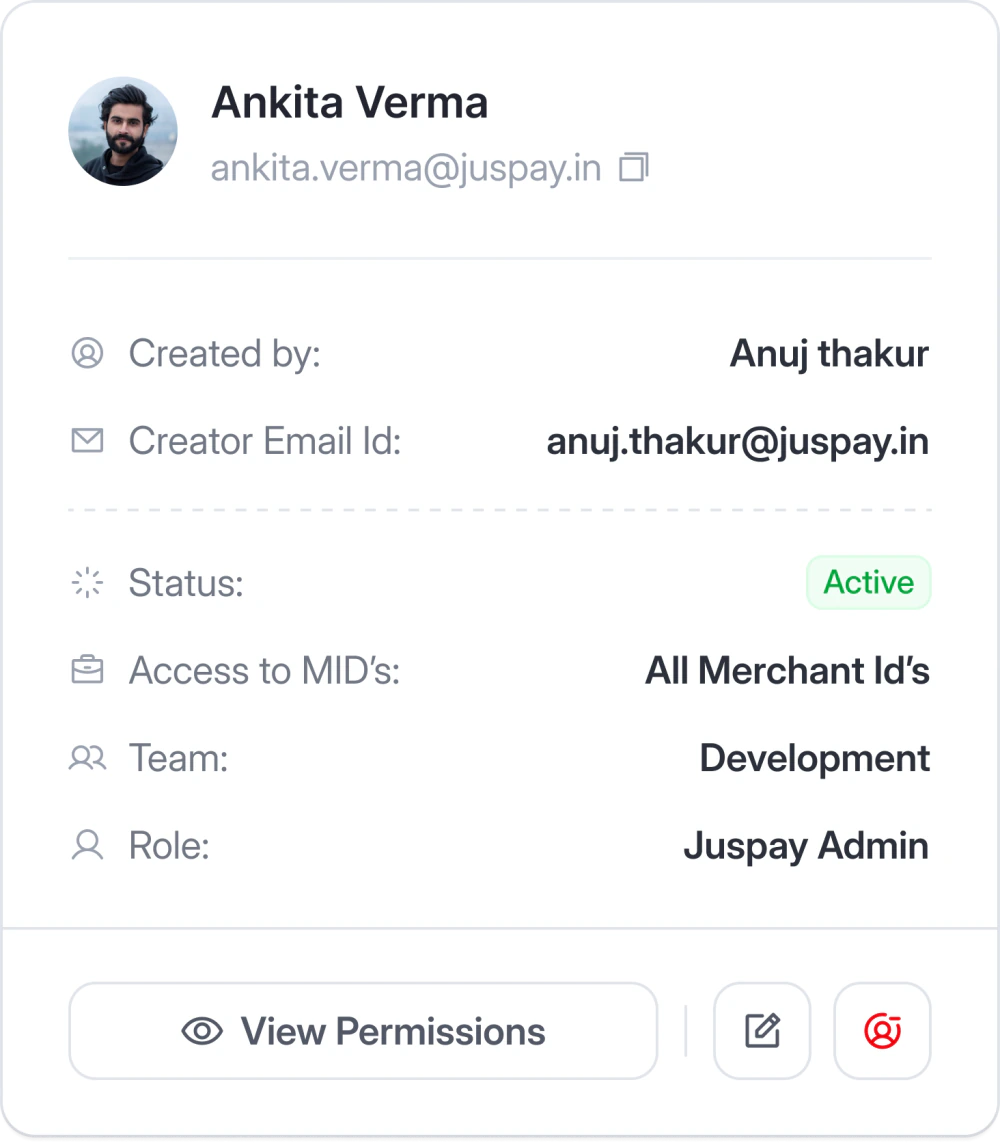 Ankita Verma
ankita.verma@juspay.in
Created by: Anuj thakur
Creator Email Id: anuj.thakur@juspay.in
Status: Active
Access to MID’s: All Merchant Id’s
Team: Development
Role: Juspay Admin
View Permissions